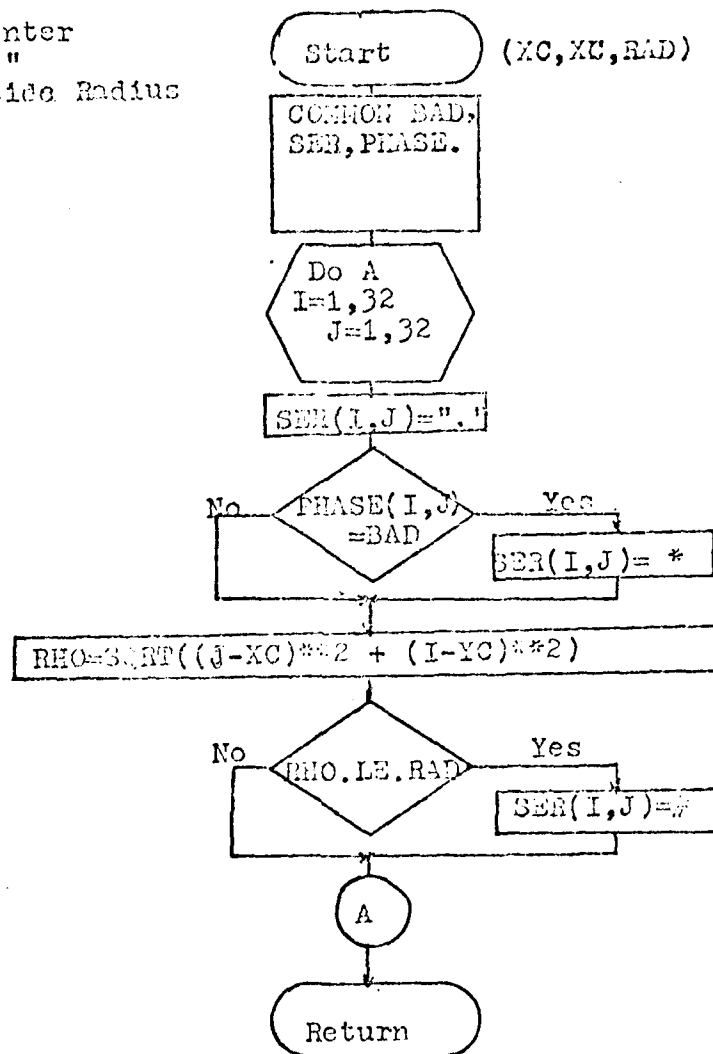 nter
"
ide Radius
Start
(XC,XC,RAD)
COMMON BAD,
SER,PHASE.
Do A
I=1,32
J=1,32
SER(I,J)="."
No
PHASE(I,J)
=BAD
Yes
SER(I,J)= *
RHO=SQRT((J-XC)**2 + (I-YC)**2)
No
RHO.LE.RAD
Yes
SER(I,J)=#
A
Return